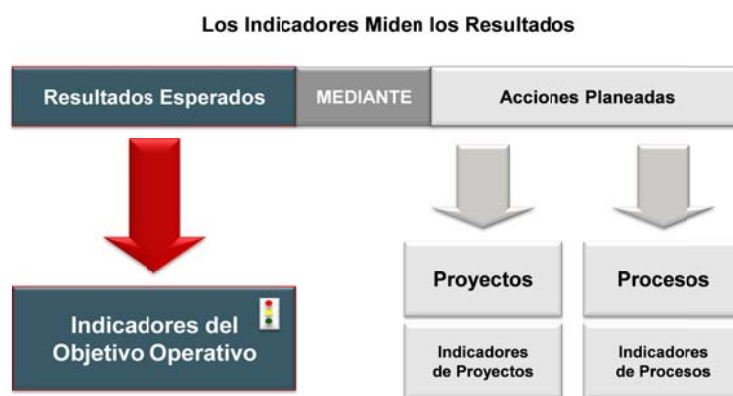 Los Indicadores Miden los Resultados
Resultados Esperados
MEDIANTE
Acciones Planeadas
Proyectos
Procesos
Indicadores del
Objetivo Operativo
Indicadores
de Proyectos
Indicadores
de Procesos